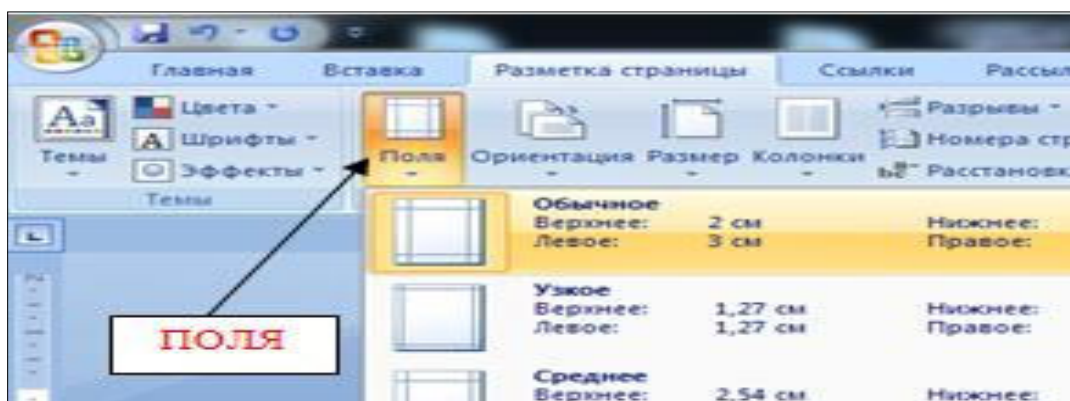 Главная Вставка Разметка страницы Ссылки Рассыл
Aa Цвета
Шрифты
Эффекты
Темы
Поля Ориентация Размер Колонки
Разрывы
Номера стр
Расстановк
Темы
Обычное
Верхнее: 2 см Нижнее:
Левое: 3 см Правое:
Узкое
Верхнее: 1,27 см Нижнее:
Левое: 1,27 см Правое:
Среднее
Верхнее: 2,54 см Нижнее:
ПОЛЯ